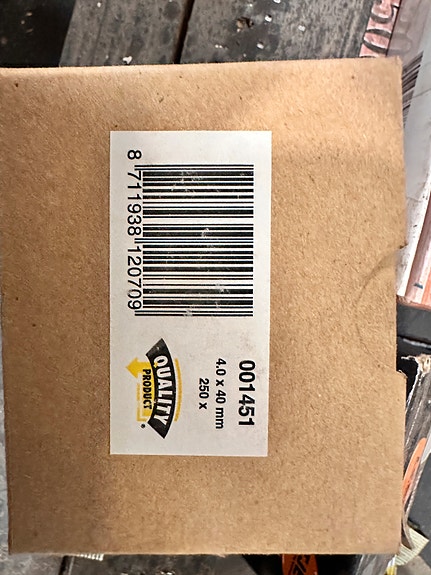 001451
4.0 x 40 mm
250 x
QUALITY
PRODUCT
®
8 711938 120709